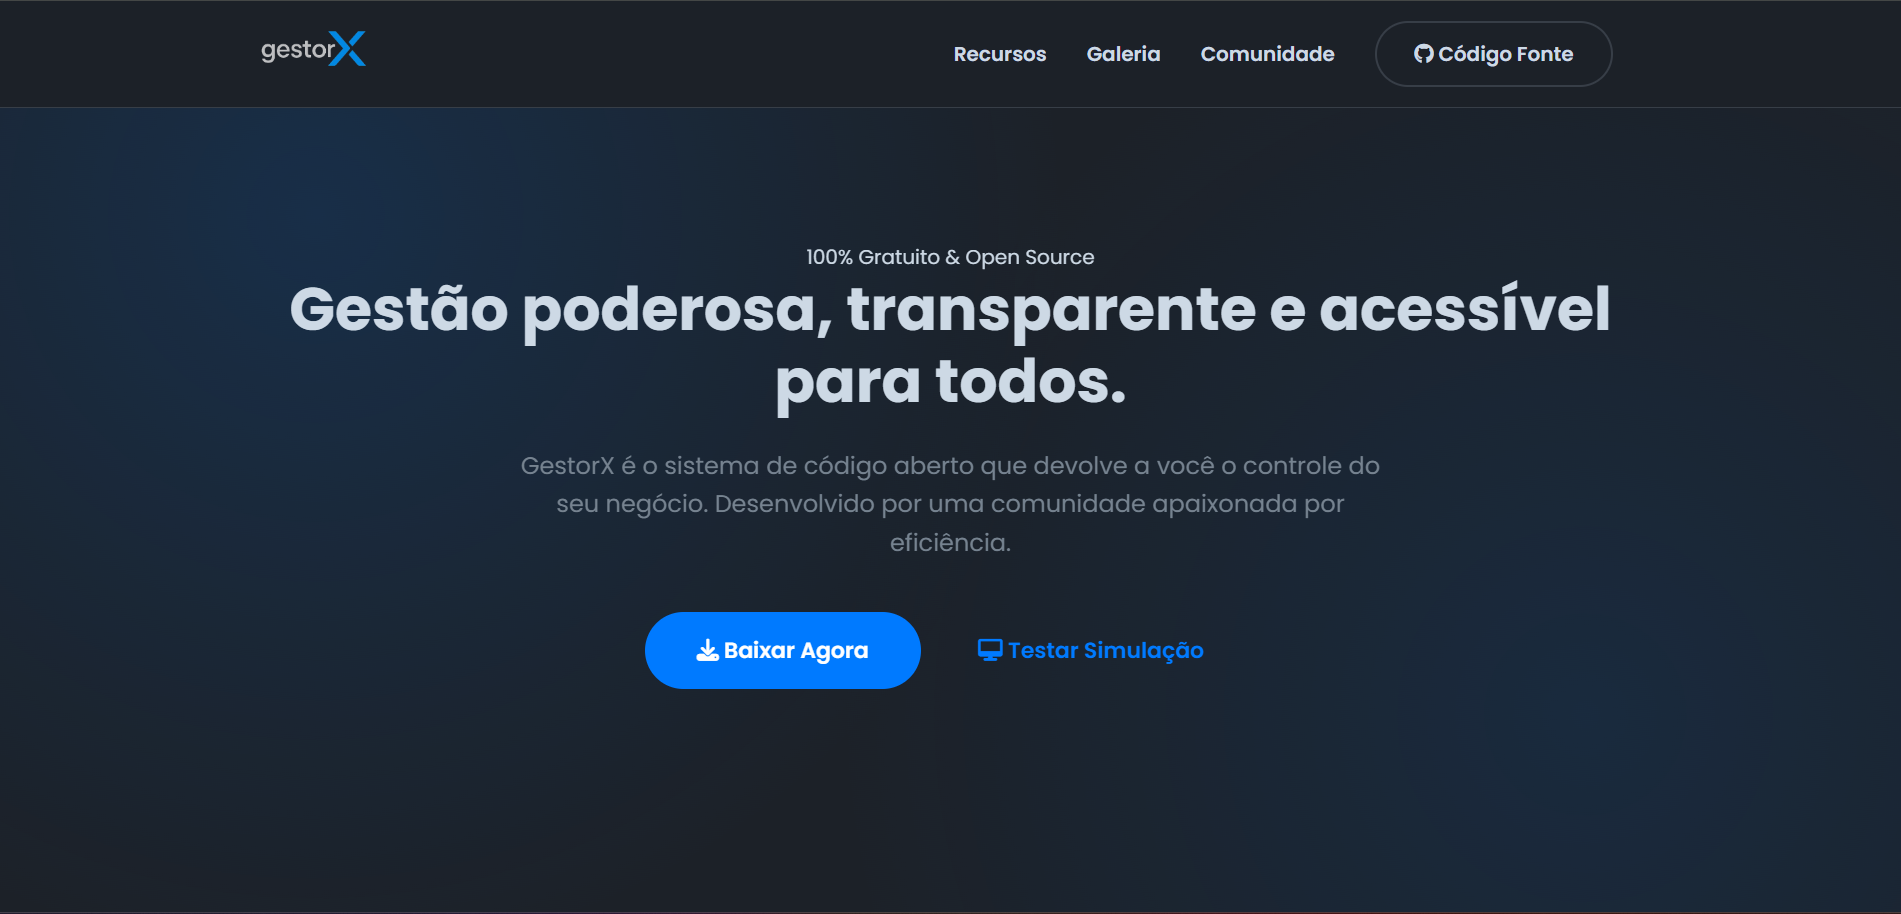 gestorX
Recursos
Galeria
Comunidade
Código Fonte
100% Gratuito & Open Source
Gestão poderosa, transparente e acessível
para todos.
GestorX é o sistema de código aberto que devolve a você o controle do
seu negócio. Desenvolvido por uma comunidade apaixonada por
eficiência.
Baixar Agora
Testar Simulação